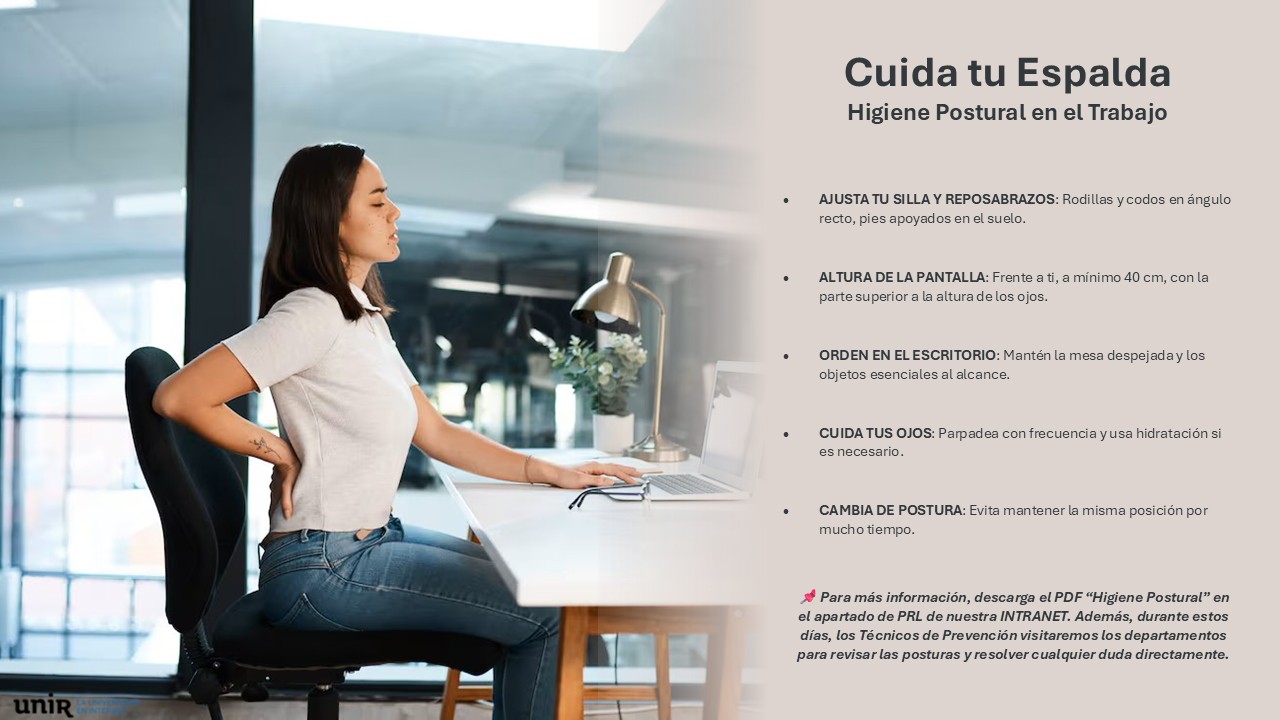 Cuida tu Espalda
Higiene Postural en el Trabajo
• AJUSTA TU SILLA Y REPOSABRAZOS: Rodillas y codos en ángulo
recto, pies apoyados en el suelo.
• ALTURA DE LA PANTALLA: Frente a ti, a mínimo 40 cm, con la
parte superior a la altura de los ojos.
• ORDEN EN EL ESCRITORIO: Mantén la mesa despejada y los
objetos esenciales al alcance.
• CUIDA TUS OJOS: Parpadea con frecuencia y usa hidratación si
es necesario.
• CAMBIA DE POSTURA: Evita mantener la misma posición por
mucho tiempo.
📌 Para más información, descarga el PDF “Higiene Postural” en
el apartado de PRL de nuestra INTRANET. Además, durante estos
días, los Técnicos de Prevención visitaremos los departamentos
para revisar las posturas y resolver cualquier duda directamente.
unir